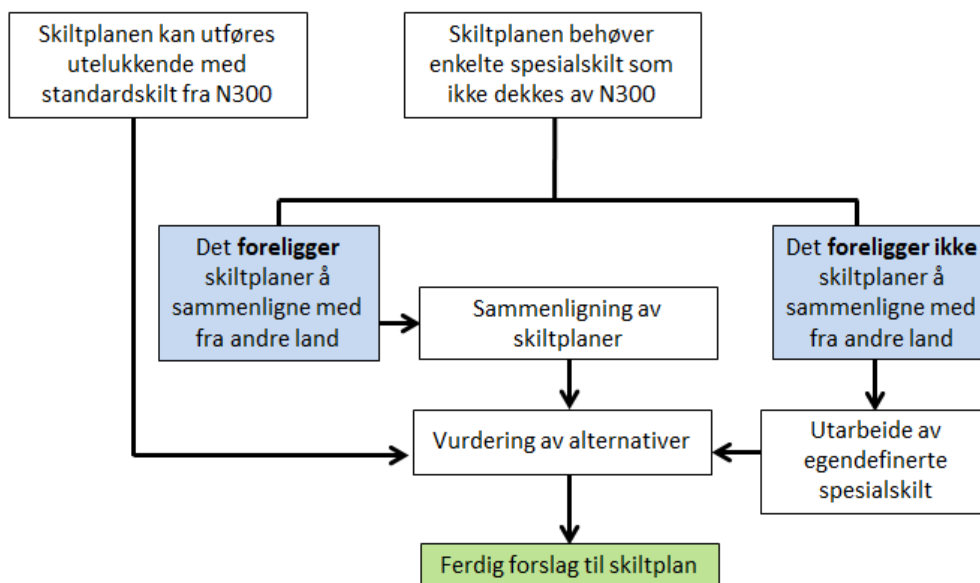 Skiltplanen kan utføres
utelukkende med
standardskilt fra N300
Skiltplanen behøver
enkelte spesialskilt som
ikke dekkes av N300
Det foreligger
skiltplaner å
sammenligne med
fra andre land
Det foreligger ikke
skiltplaner å
sammenligne med
fra andre land
Sammenligning av
skiltplaner
Vurdering av alternativer
Utarbeide av
egendefinerte
spesialskilt
Ferdig forslag til skiltplan